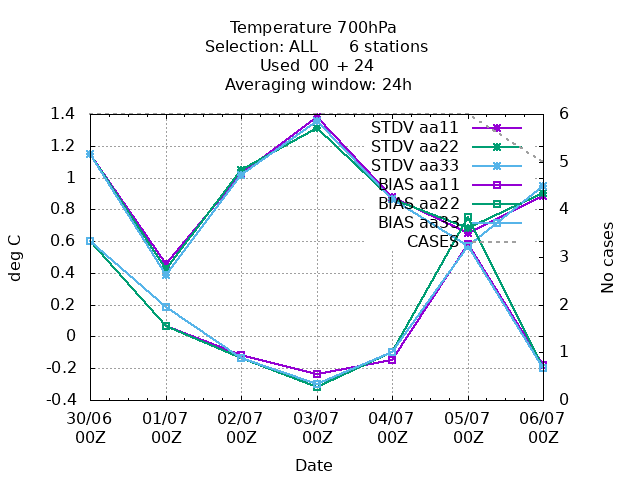 Temperature 700hPa
Selection: ALL 6 stations
Used 00 + 24
Averaging window: 24h
1.4
1.2
1
0.8
0.6
0.4
0.2
0
-0.2
-0.4
deg C
6
5
4
3
2
1
0
No cases
STDV aa11
STDV aa22
STDV aa33
BIAS aa11
BIAS aa22
BIAS aa33
CASES
30/06 01/07 02/07 03/07 04/07 05/07 06/07
00Z 00Z 00Z 00Z 00Z 00Z 00Z
Date